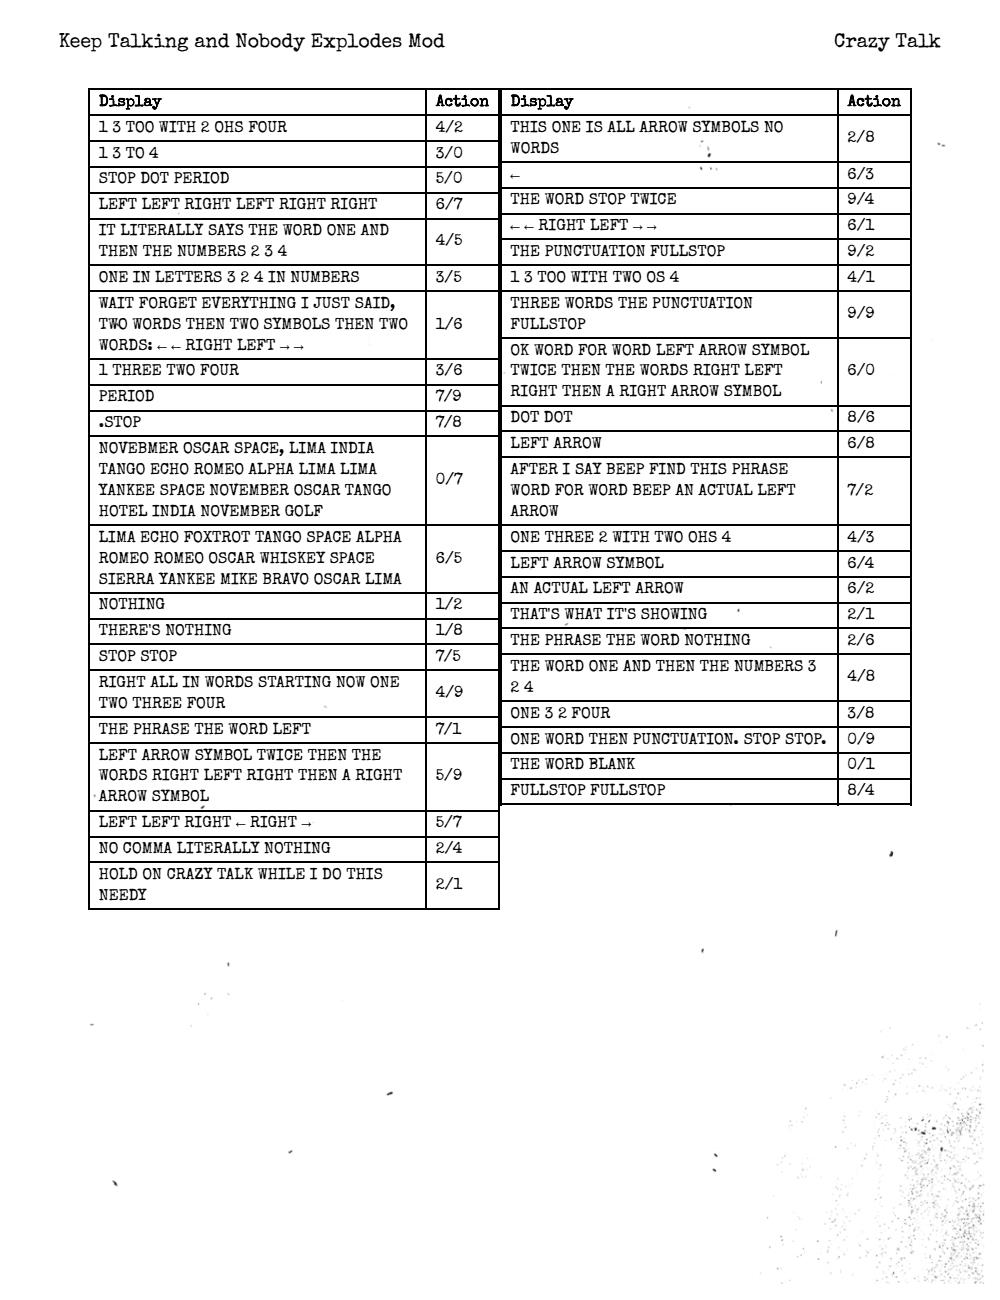 Keep Talking and Nobody Explodes Mod
Crazy Talk
Display Action
1 3 TOO WITH 2 OHS FOUR 4/2
1 3 TO 4 3/0
STOP DOT PERIOD 5/0
LEFT LEFT RIGHT LEFT RIGHT RIGHT 6/7
IT LITERALLY SAYS THE WORD ONE AND
THEN THE NUMBERS 2 3 4 4/5
ONE IN LETTERS 3 2 4 IN NUMBERS 3/5
WAIT FORGET EVERYTHING I JUST SAID,
TWO WORDS THEN TWO SYMBOLS THEN TWO
WORDS: ← ← RIGHT LEFT → → 1/6
1 THREE TWO FOUR 3/6
PERIOD 7/9
.STOP 7/8
NOVEBMER OSCAR SPACE, LIMA INDIA
TANGO ECHO ROMEO ALPHA LIMA LIMA
YANKEE SPACE NOVEMBER OSCAR TANGO
HOTEL INDIA NOVEMBER GOLF 0/7
LIMA ECHO FOXTROT TANGO SPACE ALPHA
ROMEO ROMEO OSCAR WHISKEY SPACE
SIERRA YANKEE MIKE BRAVO OSCAR LIMA 6/5
NOTHING 1/2
THERE'S NOTHING 1/8
STOP STOP 7/5
RIGHT ALL IN WORDS STARTING NOW ONE
TWO THREE FOUR 4/9
THE PHRASE THE WORD LEFT 7/1
LEFT ARROW SYMBOL TWICE THEN THE
WORDS RIGHT LEFT RIGHT THEN A RIGHT
ARROW SYMBOL 5/9
LEFT LEFT RIGHT ← RIGHT → 5/7
NO COMMA LITERALLY NOTHING 2/4
HOLD ON CRAZY TALK WHILE I DO THIS
NEEDY 2/1
Display Action
THIS ONE IS ALL ARROW SYMBOLS NO
WORDS 2/8
← 6/3
THE WORD STOP TWICE 9/4
← ← RIGHT LEFT → → 6/1
THE PUNCTUATION FULLSTOP 9/2
1 3 TOO WITH TWO OS 4 4/1
THREE WORDS THE PUNCTUATION
FULLSTOP 9/9
OK WORD FOR WORD LEFT ARROW SYMBOL
TWICE THEN THE WORDS RIGHT LEFT
RIGHT THEN A RIGHT ARROW SYMBOL 6/0
DOT DOT 8/6
LEFT ARROW 6/8
AFTER I SAY BEEP FIND THIS PHRASE
WORD FOR WORD BEEP AN ACTUAL LEFT
ARROW 7/2
ONE THREE 2 WITH TWO OHS 4 4/3
LEFT ARROW SYMBOL 6/4
AN ACTUAL LEFT ARROW 6/2
THAT'S WHAT IT'S SHOWING 2/1
THE PHRASE THE WORD NOTHING 2/6
THE WORD ONE AND THEN THE NUMBERS 3
2 4 4/8
ONE 3 2 FOUR 3/8
ONE WORD THEN PUNCTUATION. STOP STOP. 0/9
THE WORD BLANK 0/1
FULLSTOP FULLSTOP 8/4